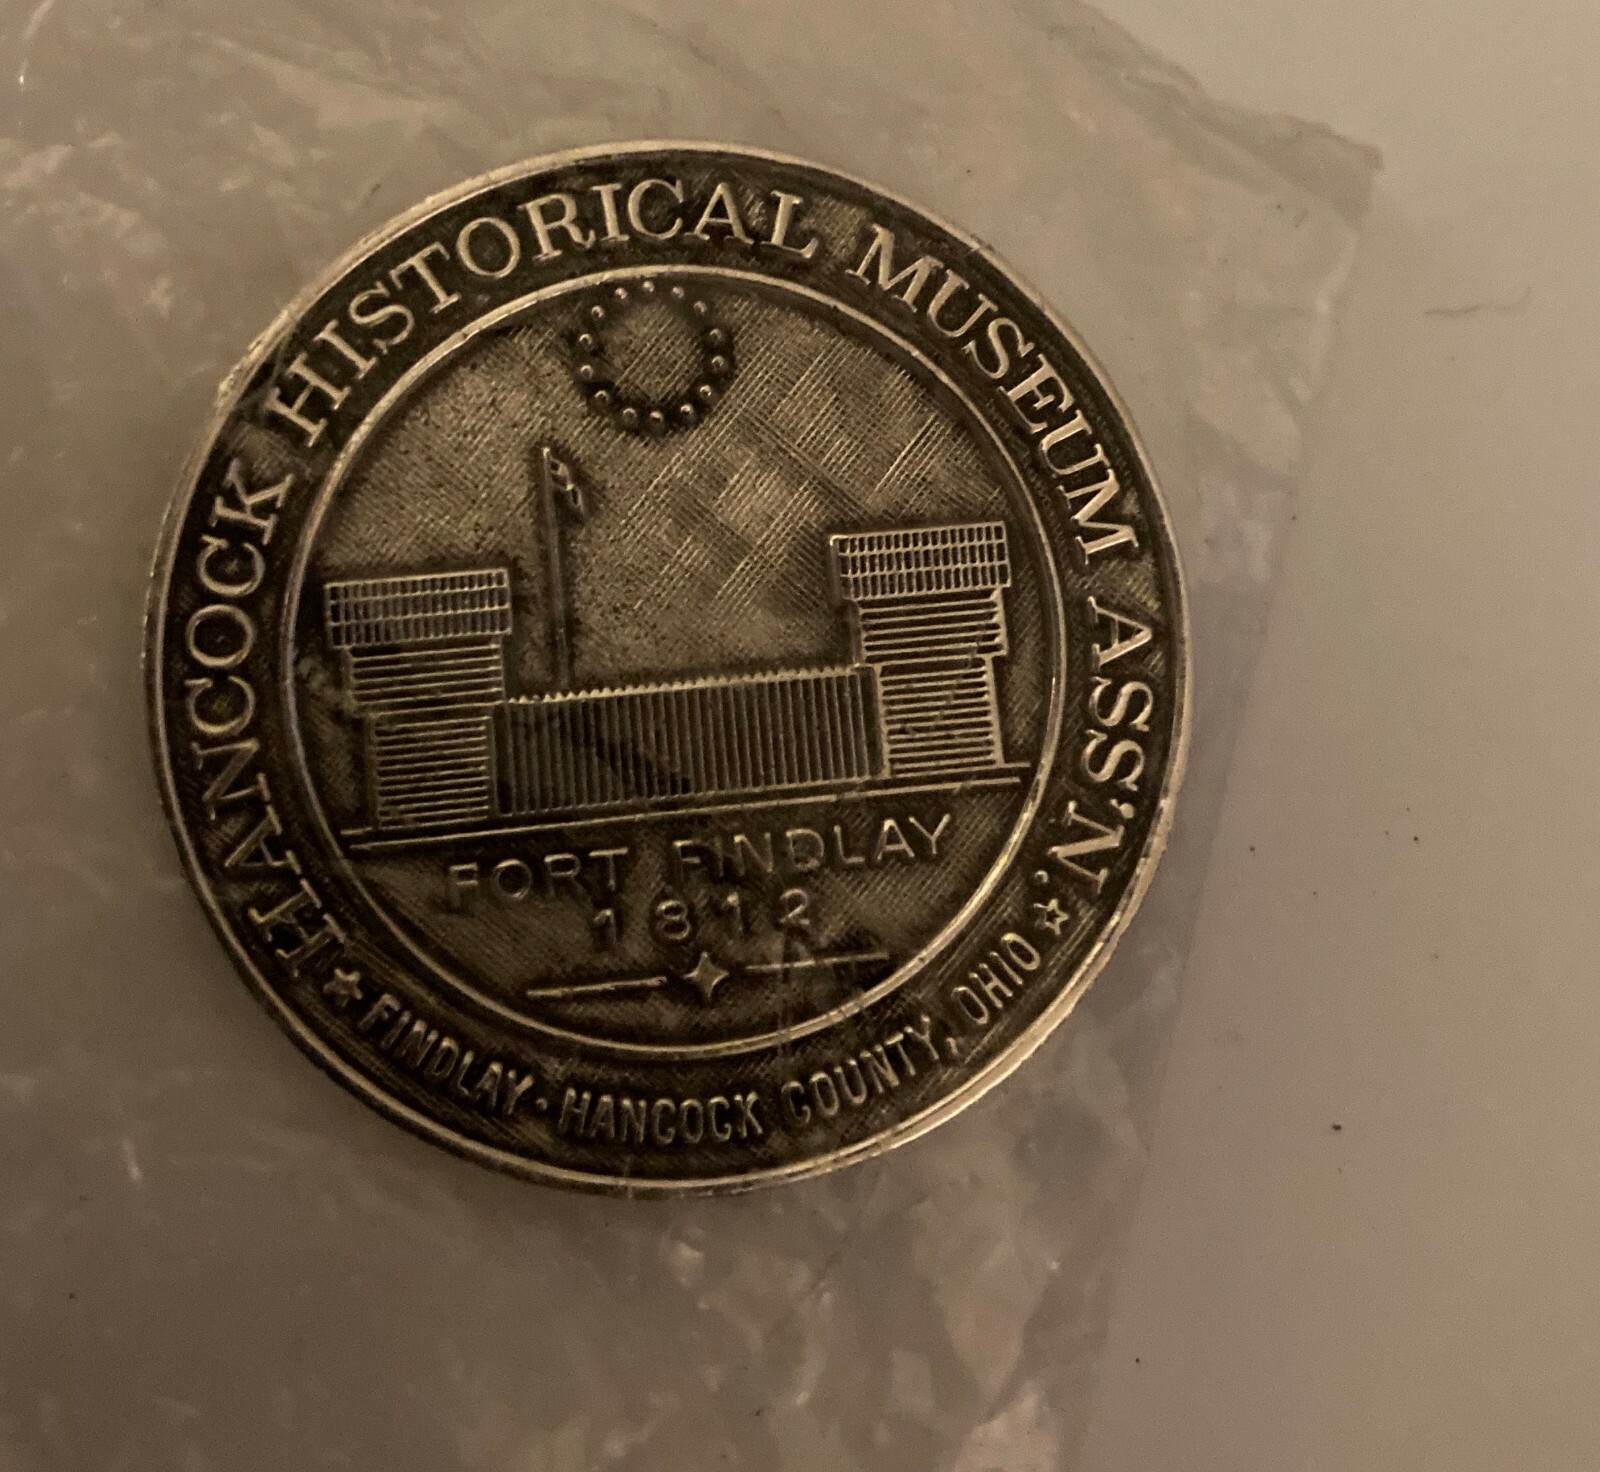 HANCOCK HISTORICAL MUSEUM ASS'N.
FORT FINDLAY
1812
FINDLAY · HANCOCK COUNTY, OHIO